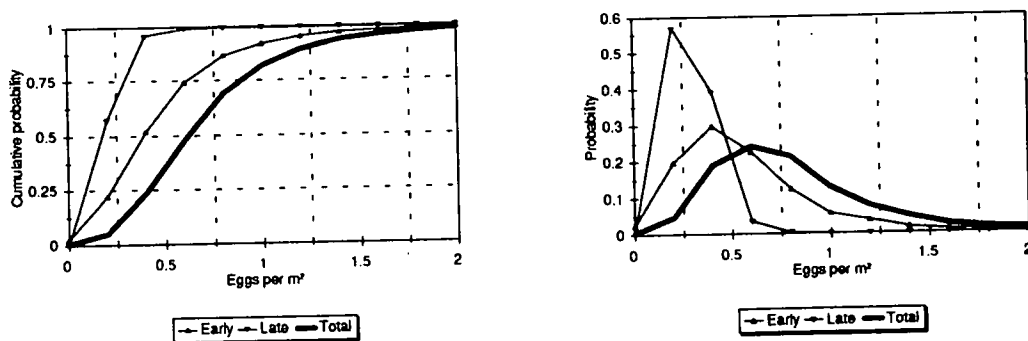 Cumulative probability
1
0.75
0.5
0.25
0
0 0.5 1 1.5 2
Eggs per m²
Early Late Total
Probability
0.6
0.5
0.4
0.3
0.2
0.1
0
0 0.5 1 1.5 2
Eggs per m²
Early Late Total